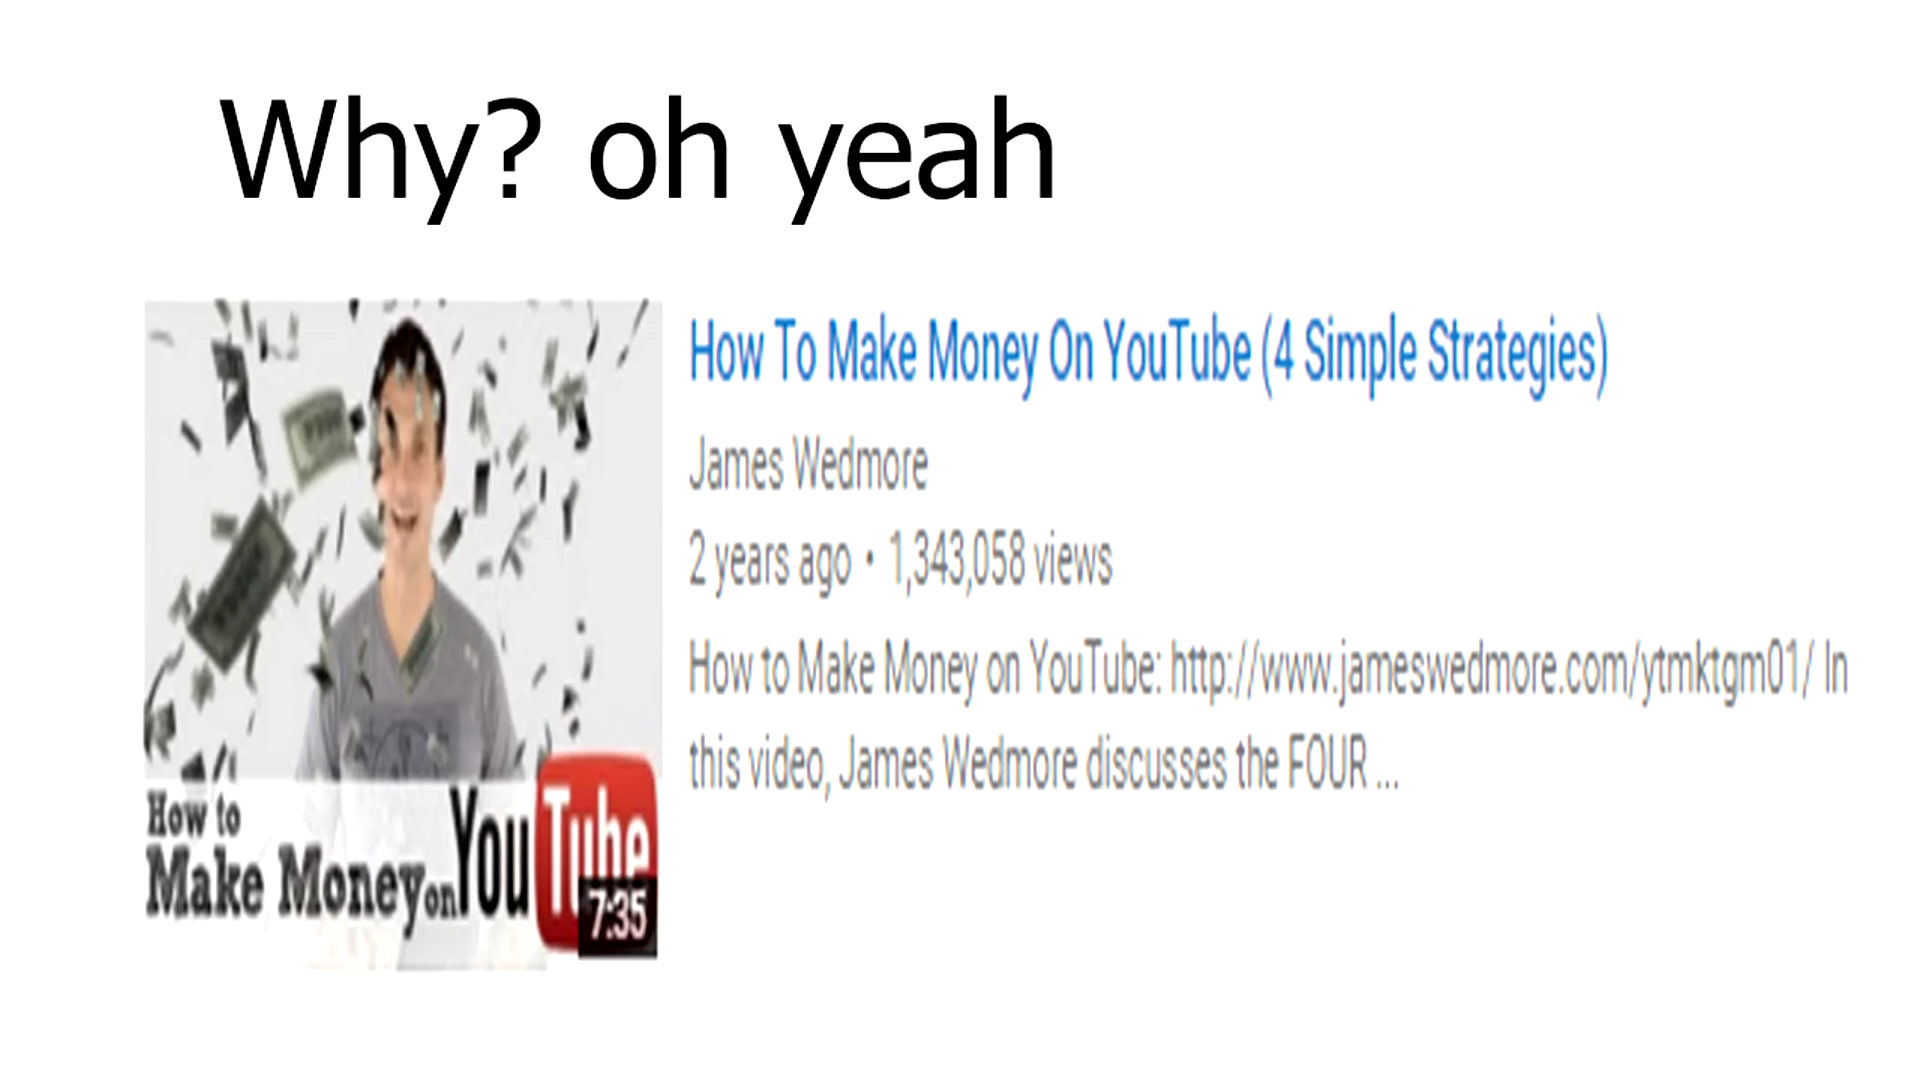 Why? oh yeah
How To Make Money On YouTube (4 Simple Strategies)
James Wedmore
2 years ago • 1,343,058 views
How to Make Money on YouTube: http://www.jameswedmore.com/ytmktgm01/ In
this video, James Wedmore discusses the FOUR ...
How to
Make Money on YouTube
7:35